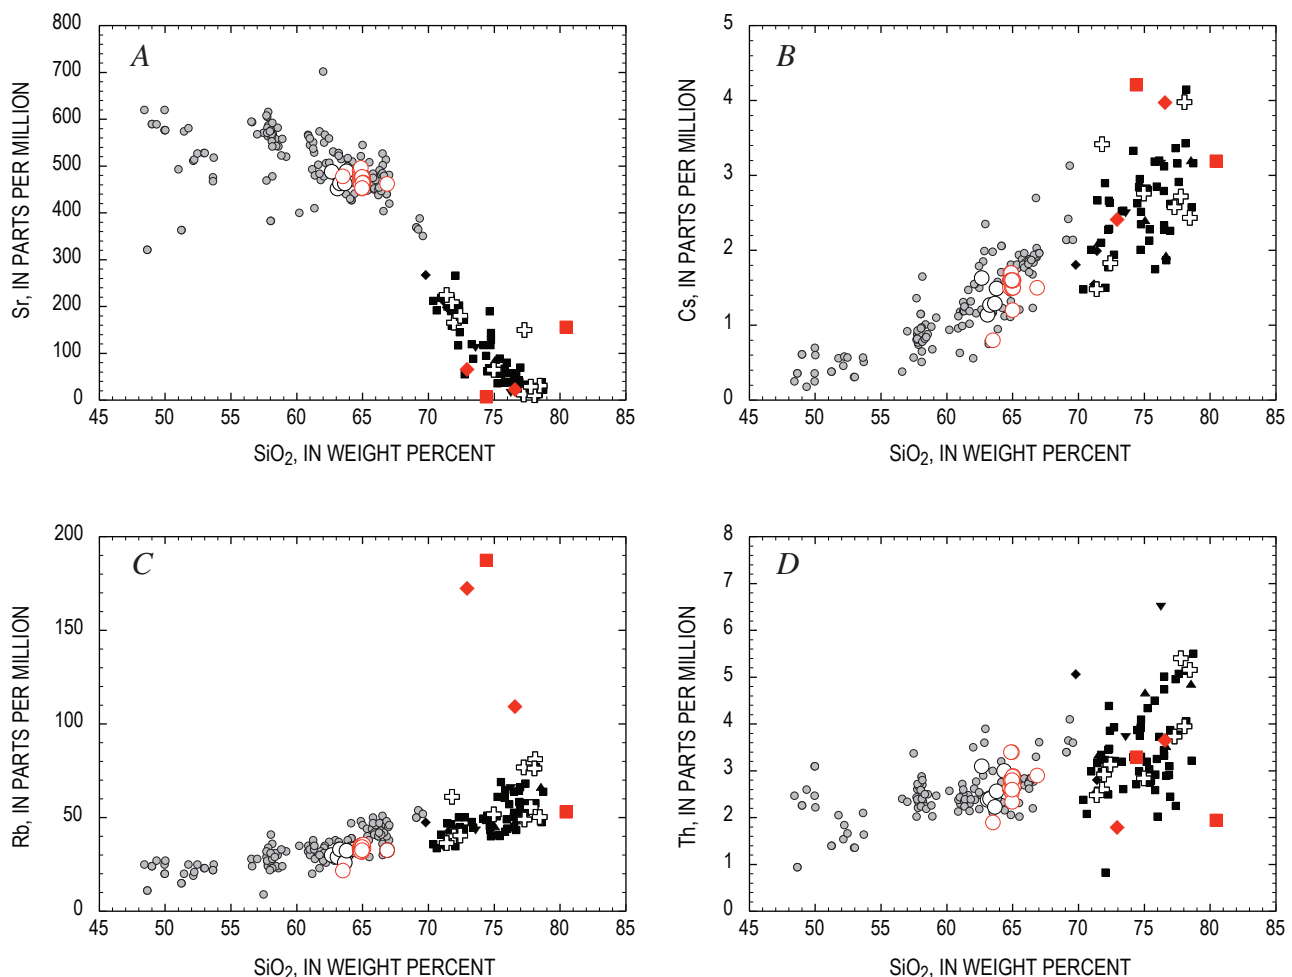 A
Sr, IN PARTS PER MILLION
800
700
600
500
400
300
200
100
0
45 50 55 60 65 70 75 80 85
SiO2, IN WEIGHT PERCENT
B
Cs, IN PARTS PER MILLION
5
4
3
2
1
0
45 50 55 60 65 70 75 80 85
SiO2, IN WEIGHT PERCENT
C
Rb, IN PARTS PER MILLION
200
150
100
50
0
45 50 55 60 65 70 75 80 85
SiO2, IN WEIGHT PERCENT
D
Th, IN PARTS PER MILLION
8
7
6
5
4
3
2
1
0
45 50 55 60 65 70 75 80 85
SiO2, IN WEIGHT PERCENT